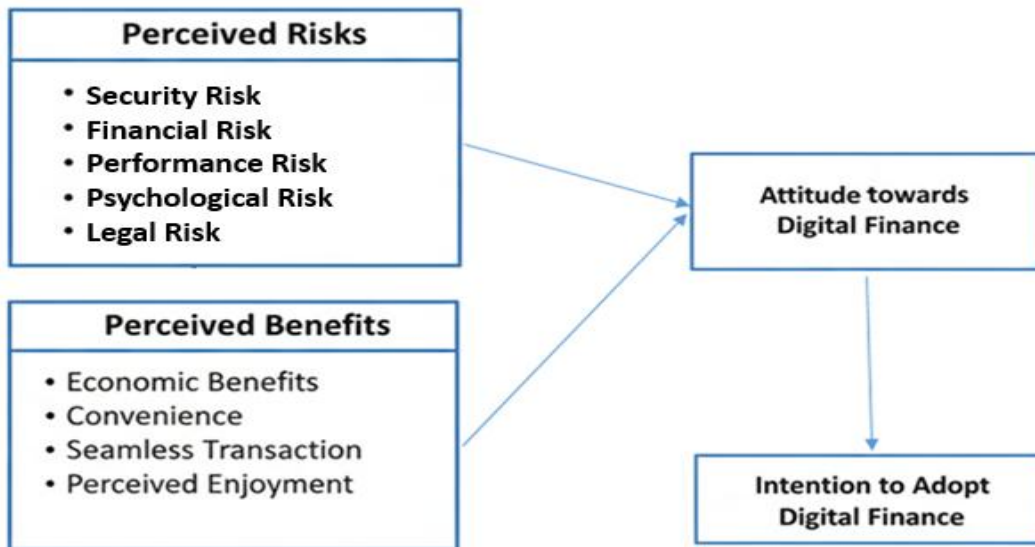 Perceived Risks
• Security Risk
• Financial Risk
• Performance Risk
• Psychological Risk
• Legal Risk
Perceived Benefits
• Economic Benefits
• Convenience
• Seamless Transaction
• Perceived Enjoyment
Attitude towards
Digital Finance
Intention to Adopt
Digital Finance